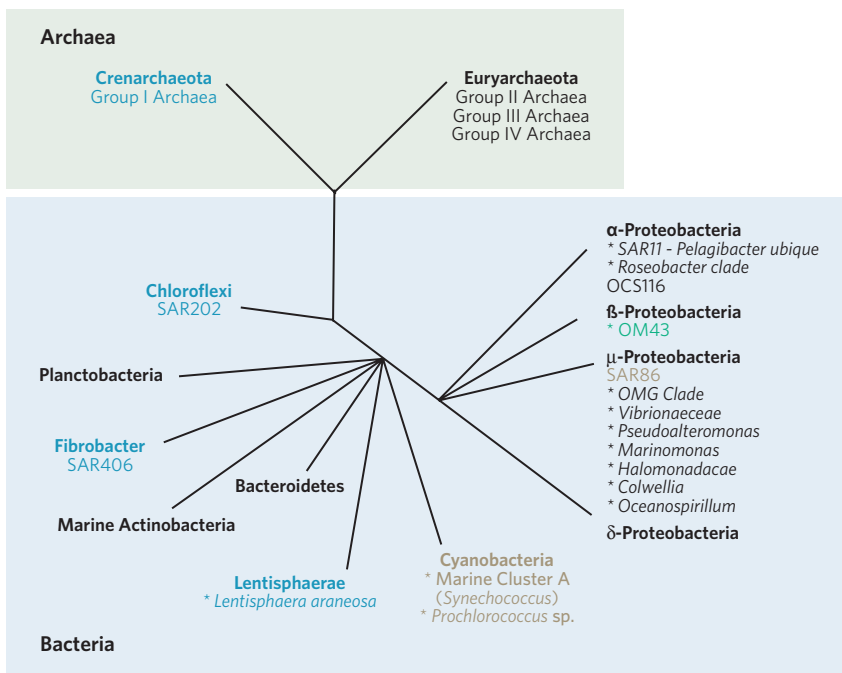 Archaea
Crenarchaeota
Group I Archaea
Euryarchaeota
Group II Archaea
Group III Archaea
Group IV Archaea
α-Proteobacteria
* SAR11 - Pelagibacter ubique
* Roseobacter clade
OCS116
ß-Proteobacteria
* OM43
μ-Proteobacteria
SAR86
* OMG Clade
* Vibrionaeceae
* Pseudoalteromonas
* Marinomonas
* Halomonadacae
* Colwellia
* Oceanospirillum
δ-Proteobacteria
Chloroflexi
SAR202
Planctobacteria
Fibrobacter
SAR406
Bacteroidetes
Marine Actinobacteria
Lentisphaerae
* Lentisphaera araneosa
Cyanobacteria
* Marine Cluster A
(Synechococcus)
* Prochlorococcus sp.
Bacteria